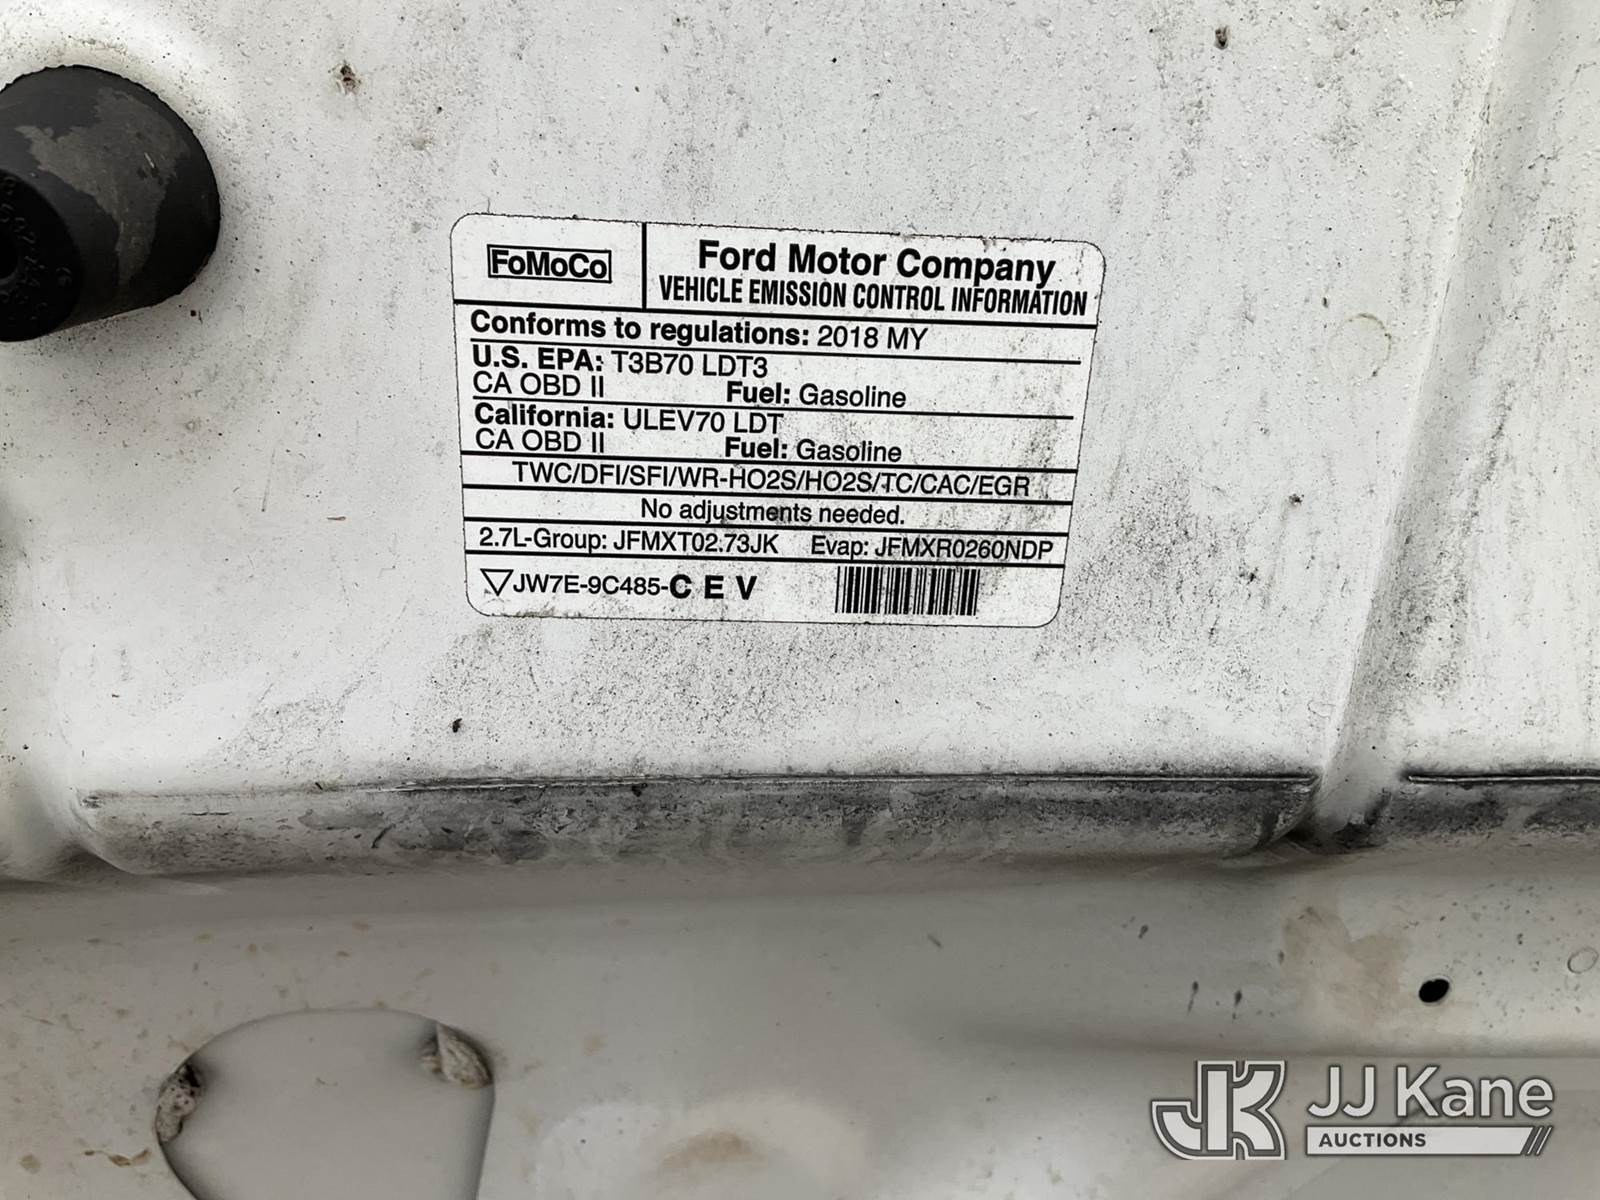 FoMoCo
Ford Motor Company
VEHICLE EMISSION CONTROL INFORMATION
Conforms to regulations: 2018 MY
U.S. EPA: T3B70 LDT3
CA OBD II Fuel: Gasoline
California: ULEV70 LDT
CA OBD II Fuel: Gasoline
TWC/DFI/SFI/WR-HO2S/HO2S/TC/CAC/EGR
No adjustments needed.
2.7L-Group: JFMXT02.73JK Evap: JFMXR0260NDP
JW7E-9C485-C E V
JK JJ Kane
AUCTIONS